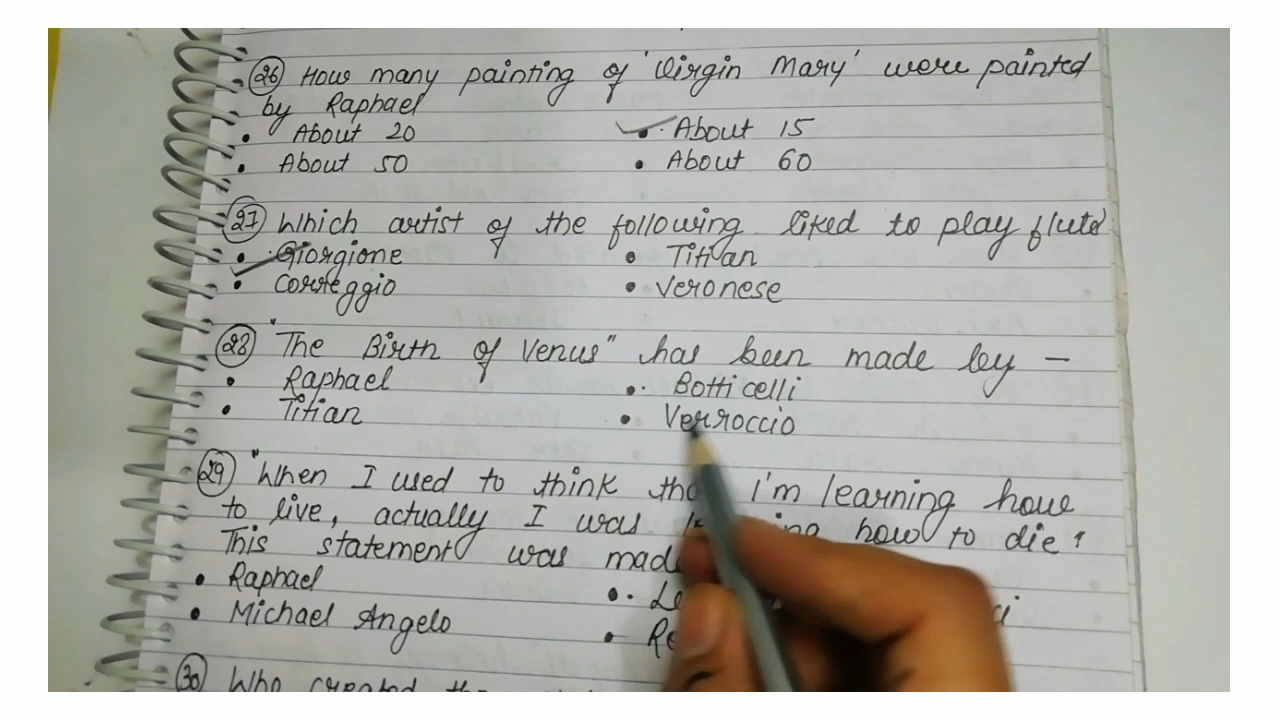 26 How many painting of 'Virgin Mary' were painted
by Raphael
• About 20 • About 15
• About 50 • About 60
27 Which artist of the following liked to play flute
• Giorgione • Titian
• Correggio • Veronese
28 "The Birth of Venus" has been made by –
• Raphael • Botticelli
• Titian • Verroccio
29 "When I used to think I'm learning how
to live, actually I was how to die"
This statement was made
• Raphael
• Michael Angelo
30 Who created